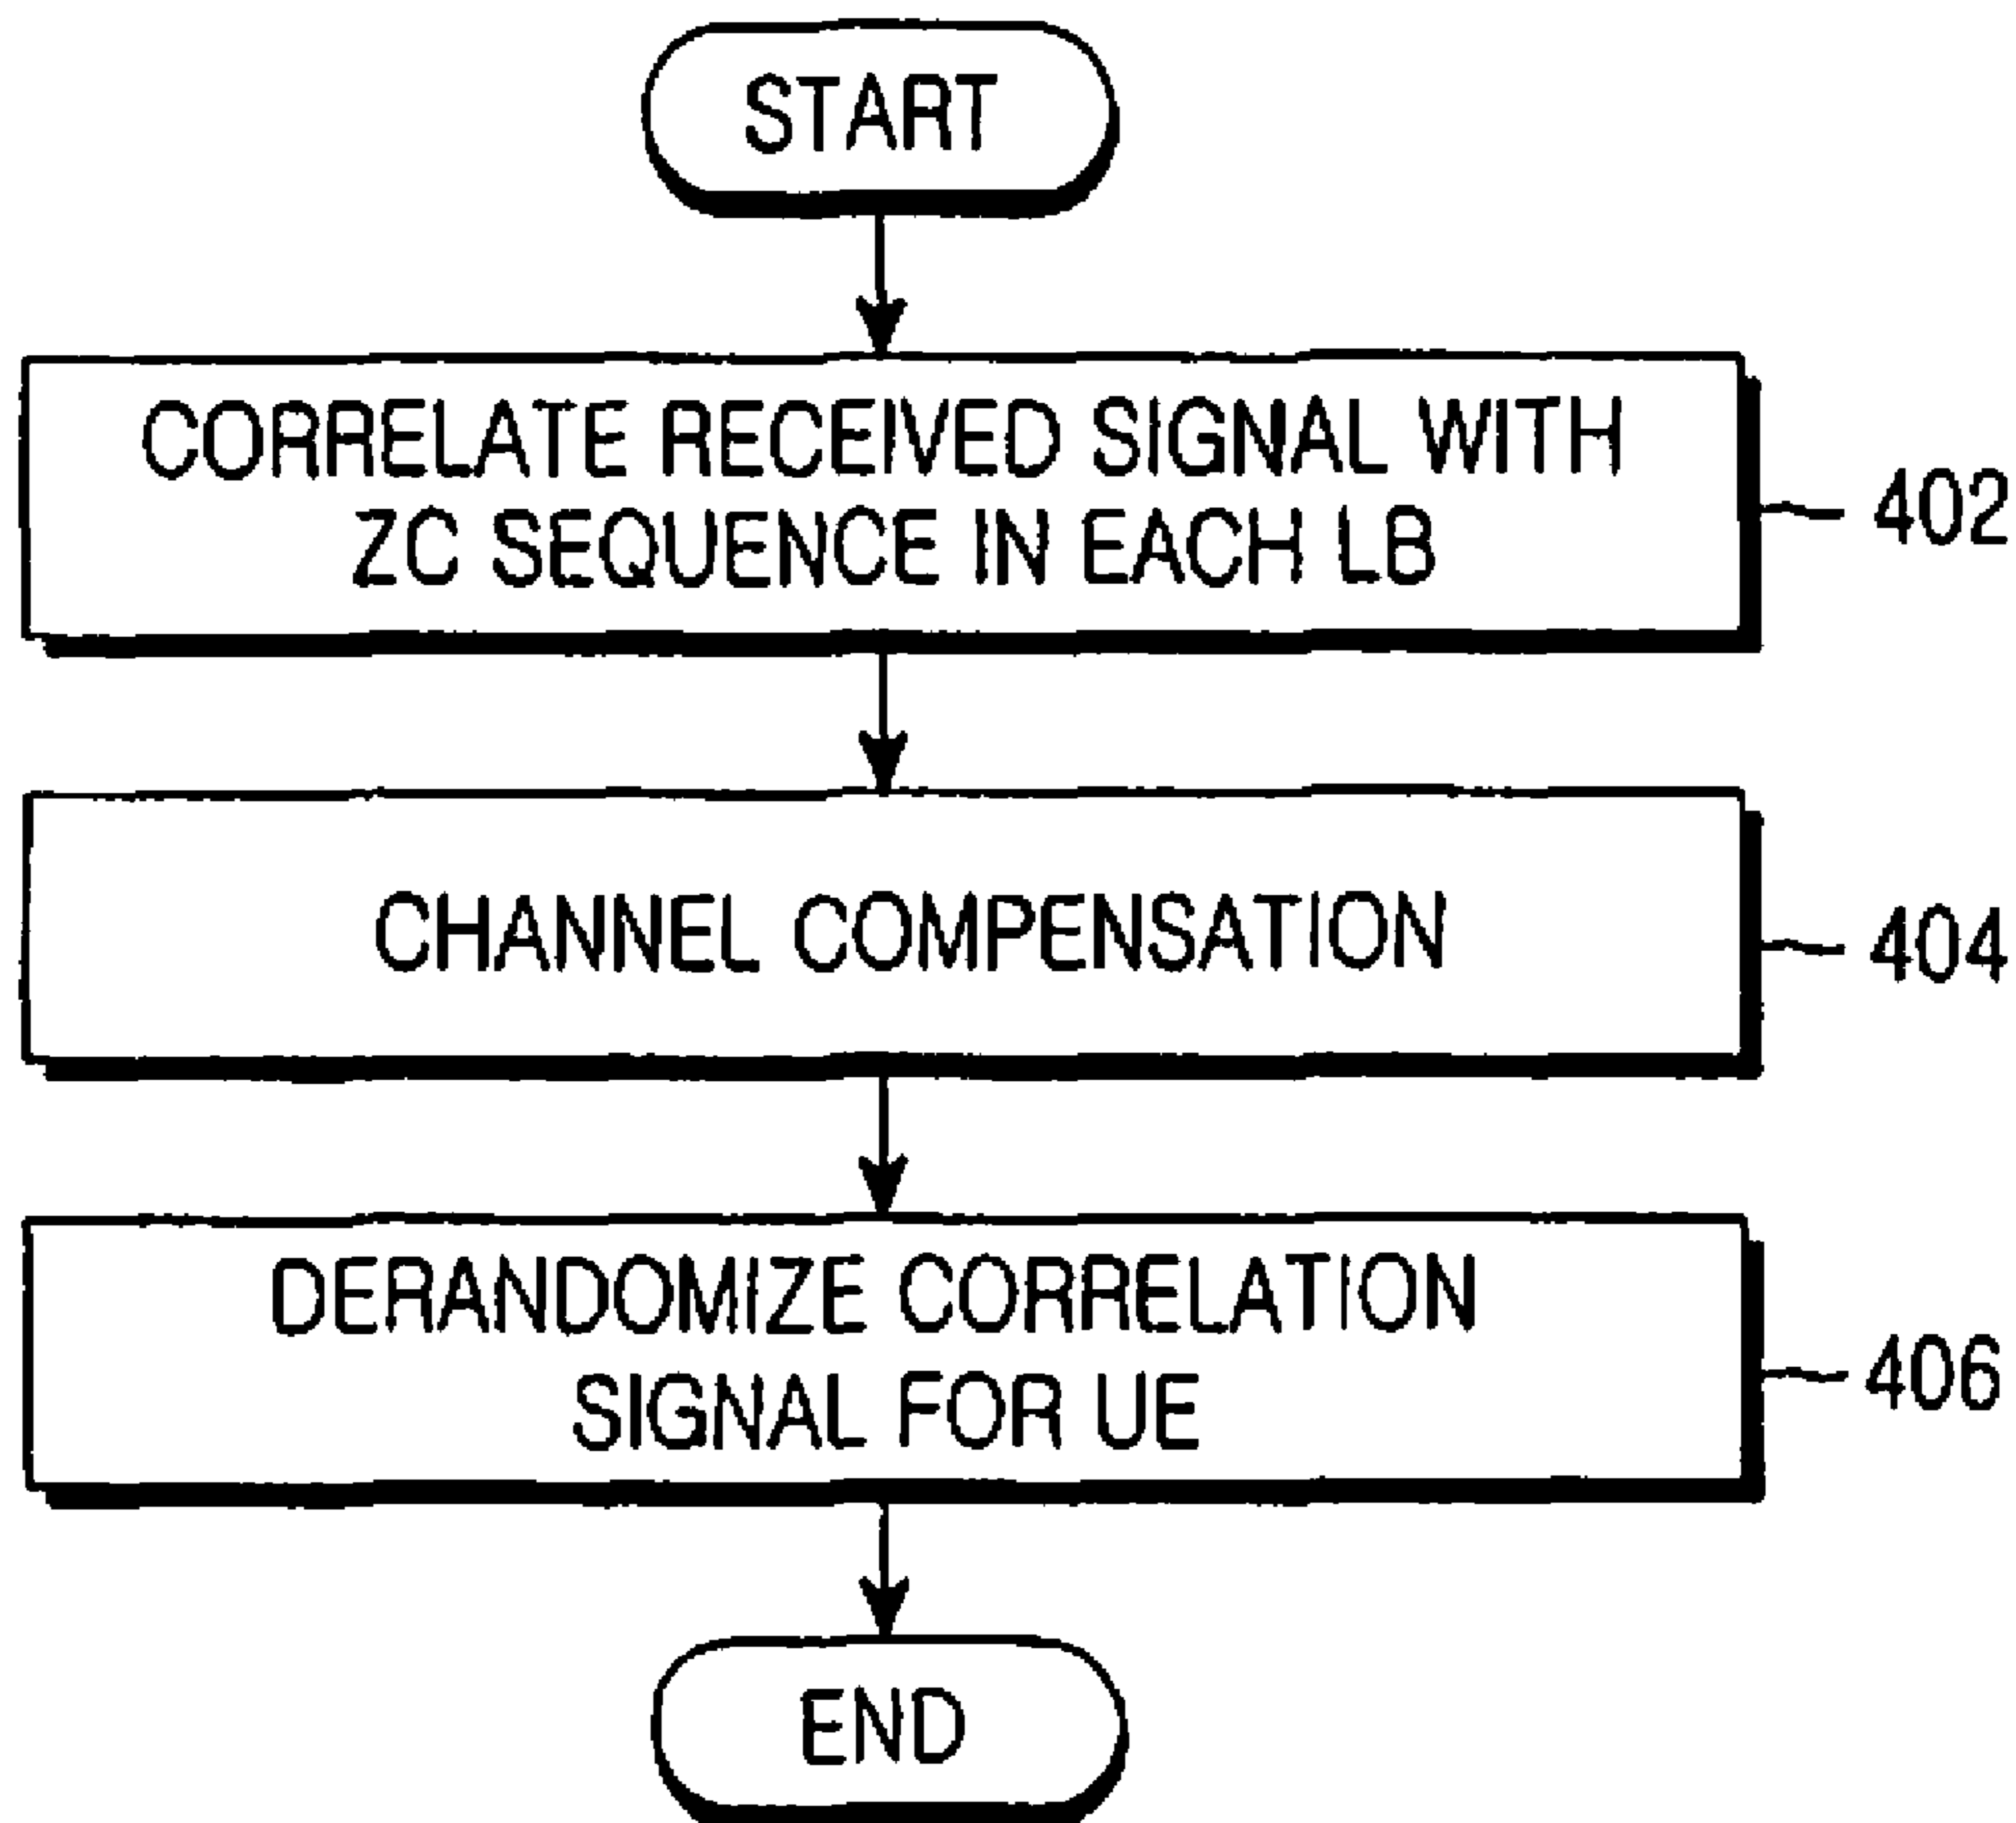 START
CORRELATE RECEIVED SIGNAL WITH
ZC SEQUENCE IN EACH LB
402
CHANNEL COMPENSATION
404
DERANDOMIZE CORRELATION
SIGNAL FOR UE
406
END